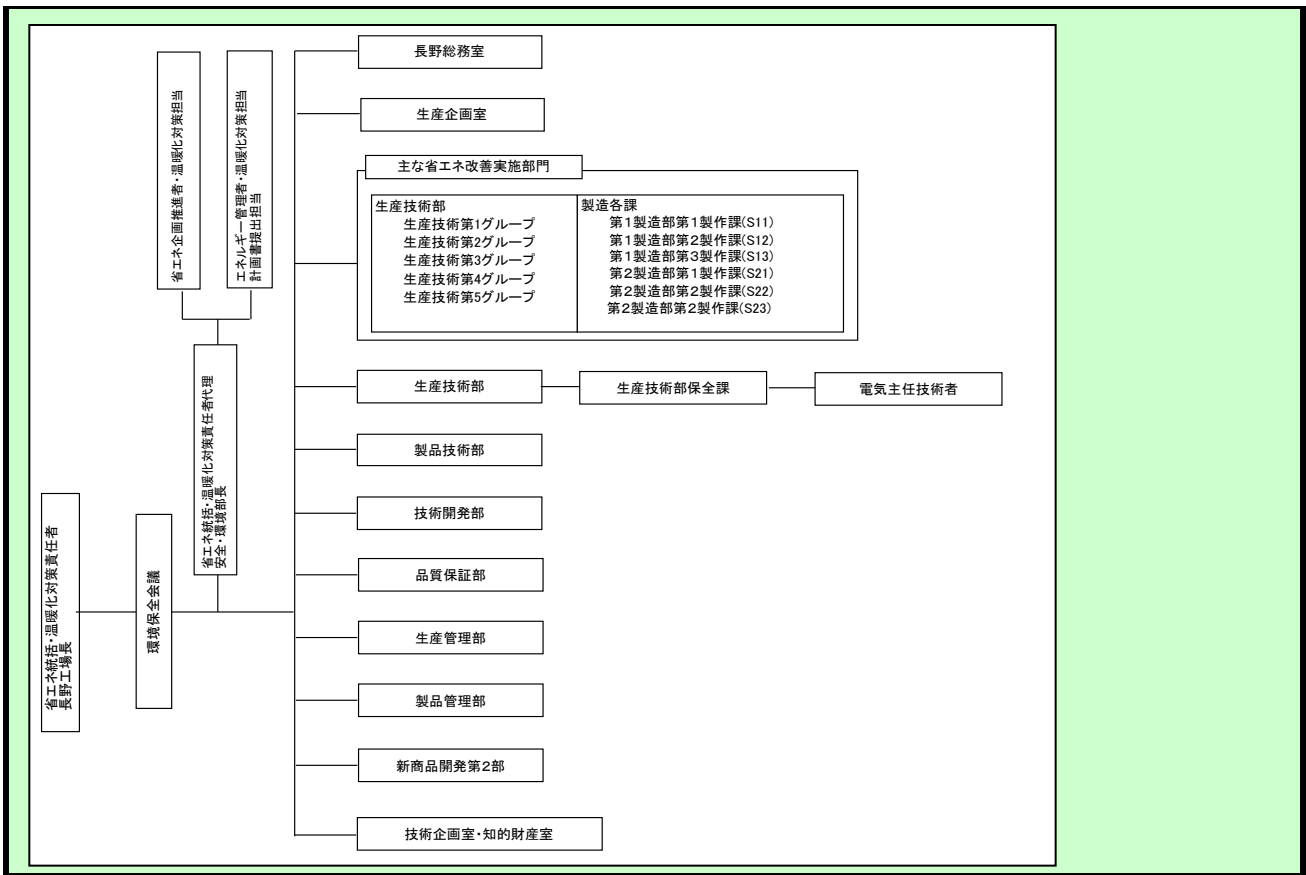 長野総務室
生産企画室
主な省エネ改善実施部門
生産技術部
生産技術第1グループ
生産技術第2グループ
生産技術第3グループ
生産技術第4グループ
生産技術第5グループ
製造各課
第1製造部第1製作課(S11)
第1製造部第2製作課(S12)
第1製造部第3製作課(S13)
第2製造部第1製作課(S21)
第2製造部第2製作課(S22)
第2製造部第2製作課(S23)
生産技術部
生産技術部保全課
電気主任技術者
製品技術部
技術開発部
品質保証部
生産管理部
製品管理部
新商品開発第2部
技術企画室・知的財産室
省エネ企画推進者・温暖化対策担当
エネルギー管理者・温暖化対策担当
計画書提出担当
省エネ統括・温暖化対策責任者代理
安全・環境部長
環境保全会議
省エネ統括・温暖化対策責任者
長野工場長